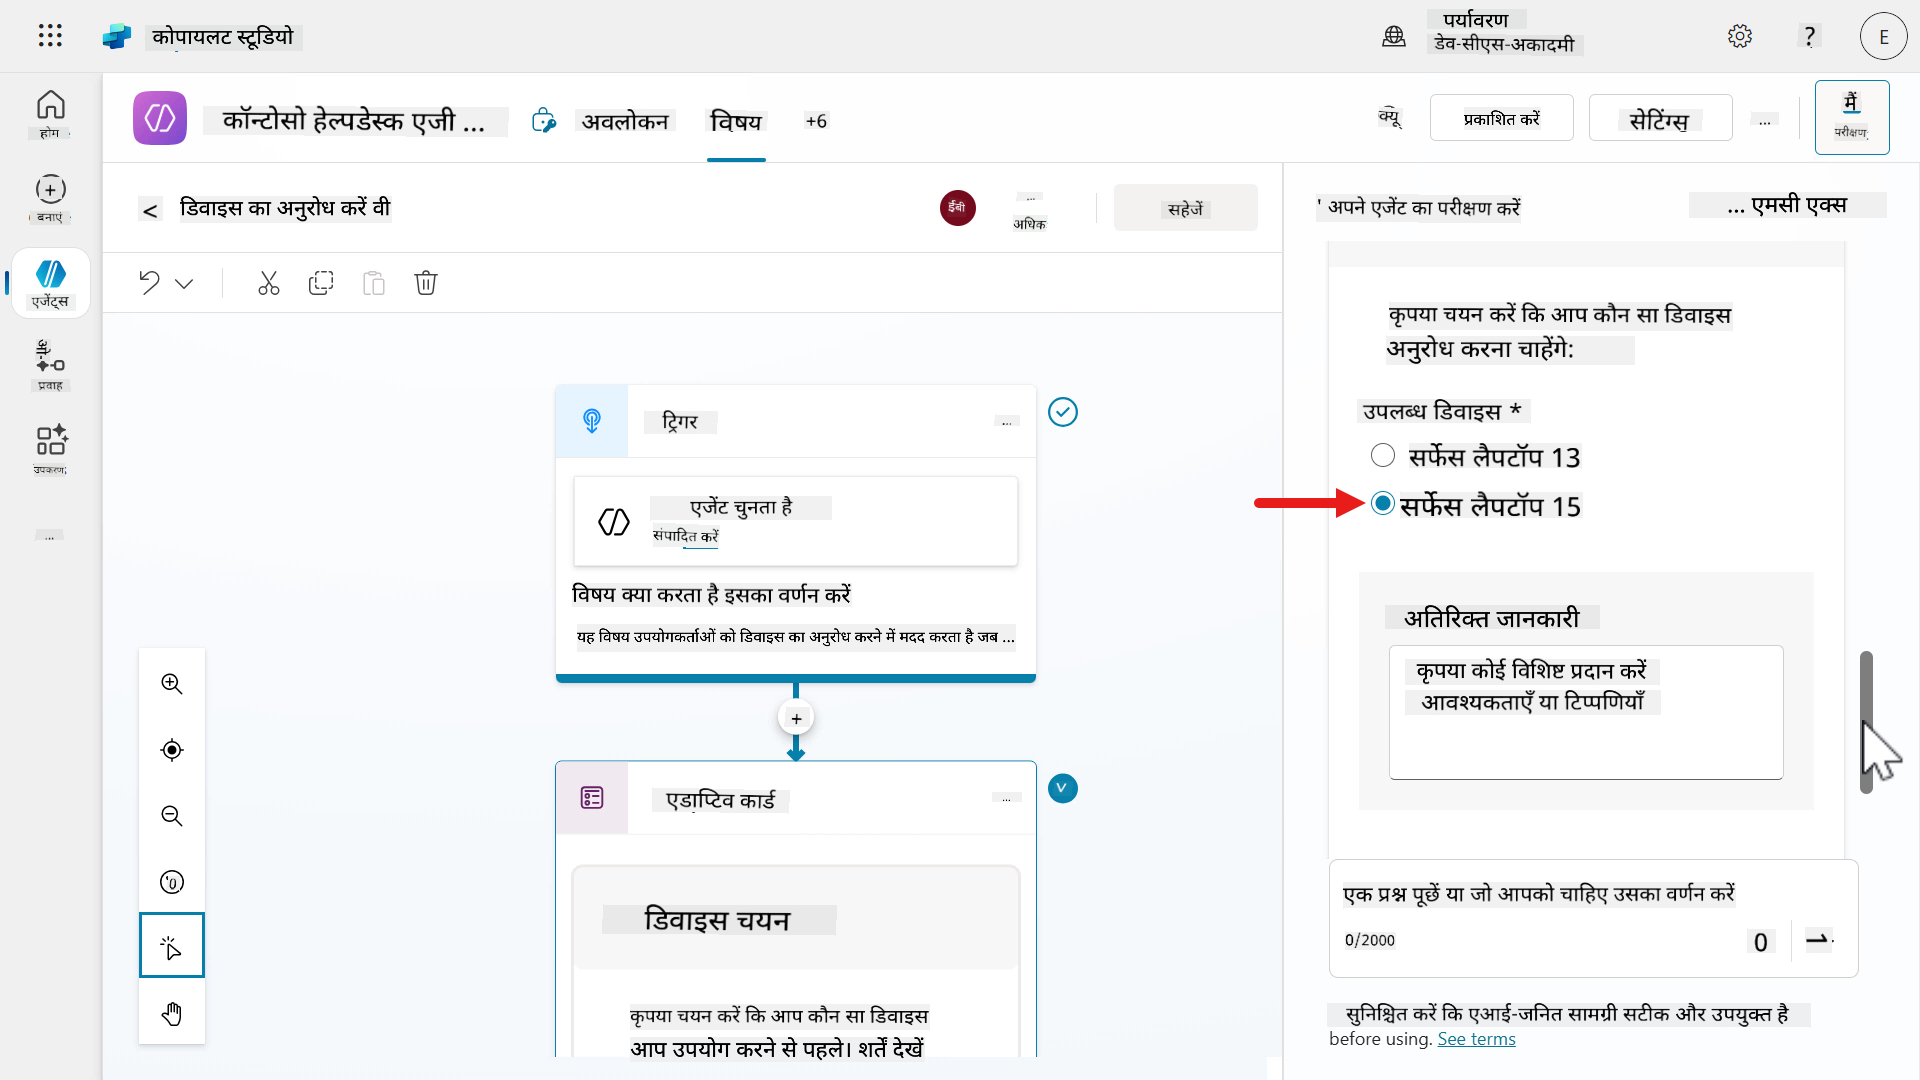 कोपायलट स्टूडियो
पर्यावरण
डेव-सीएस-अकादमी
?
E
होम
बनाएं
एजेंट्स
प्रवाह
उपकरण
...
कॉन्टोसो हेल्पडेस्क एजी ...
अवलोकन
विषय
+6
क्यू
प्रकाशित करें
सेटिंग्स
...
मैं
परीक्षण
< डिवाइस का अनुरोध करें वी
ईबी
...
अधिक
सहेजें
ट्रिगर
...
एजेंट चुनता है
संपादित करें
विषय क्या करता है इसका वर्णन करें
यह विषय उपयोगकर्ताओं को डिवाइस का अनुरोध करने में मदद करता है जब ...
+
एडाप्टिव कार्ड
...
V
डिवाइस चयन
कृपया चयन करें कि आप कौन सा डिवाइस
आप उपयोग करने से पहले। शर्तें देखें
' अपने एजेंट का परीक्षण करें
... एमसी एक्स
कृपया चयन करें कि आप कौन सा डिवाइस
अनुरोध करना चाहेंगे:
उपलब्ध डिवाइस *
सर्फेस लैपटॉप 13
सर्फेस लैपटॉप 15
अतिरिक्त जानकारी
कृपया कोई विशिष्ट प्रदान करें
आवश्यकताएँ या टिप्पणियाँ
एक प्रश्न पूछें या जो आपको चाहिए उसका वर्णन करें
0/2000
0
सुनिश्चित करें कि एआई-जनित सामग्री सटीक और उपयुक्त है
before using. See terms